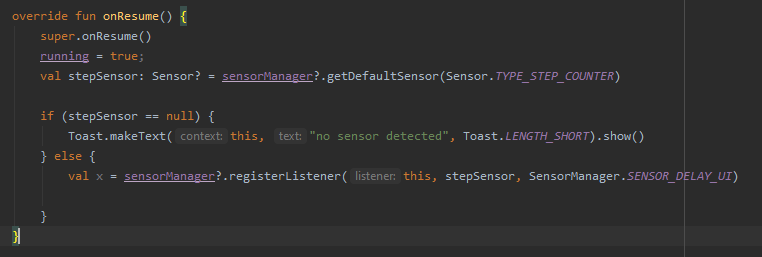 override fun onResume() {
super.onResume()
running = true;
val stepSensor: Sensor? = sensorManager?.getDefaultSensor(Sensor.TYPE_STEP_COUNTER)
if (stepSensor == null) {
Toast.makeText( context: this, text: "no sensor detected", Toast.LENGTH_SHORT).show()
} else {
val x = sensorManager?.registerListener( listener: this, stepSensor, SensorManager.SENSOR_DELAY_UI)
}
}